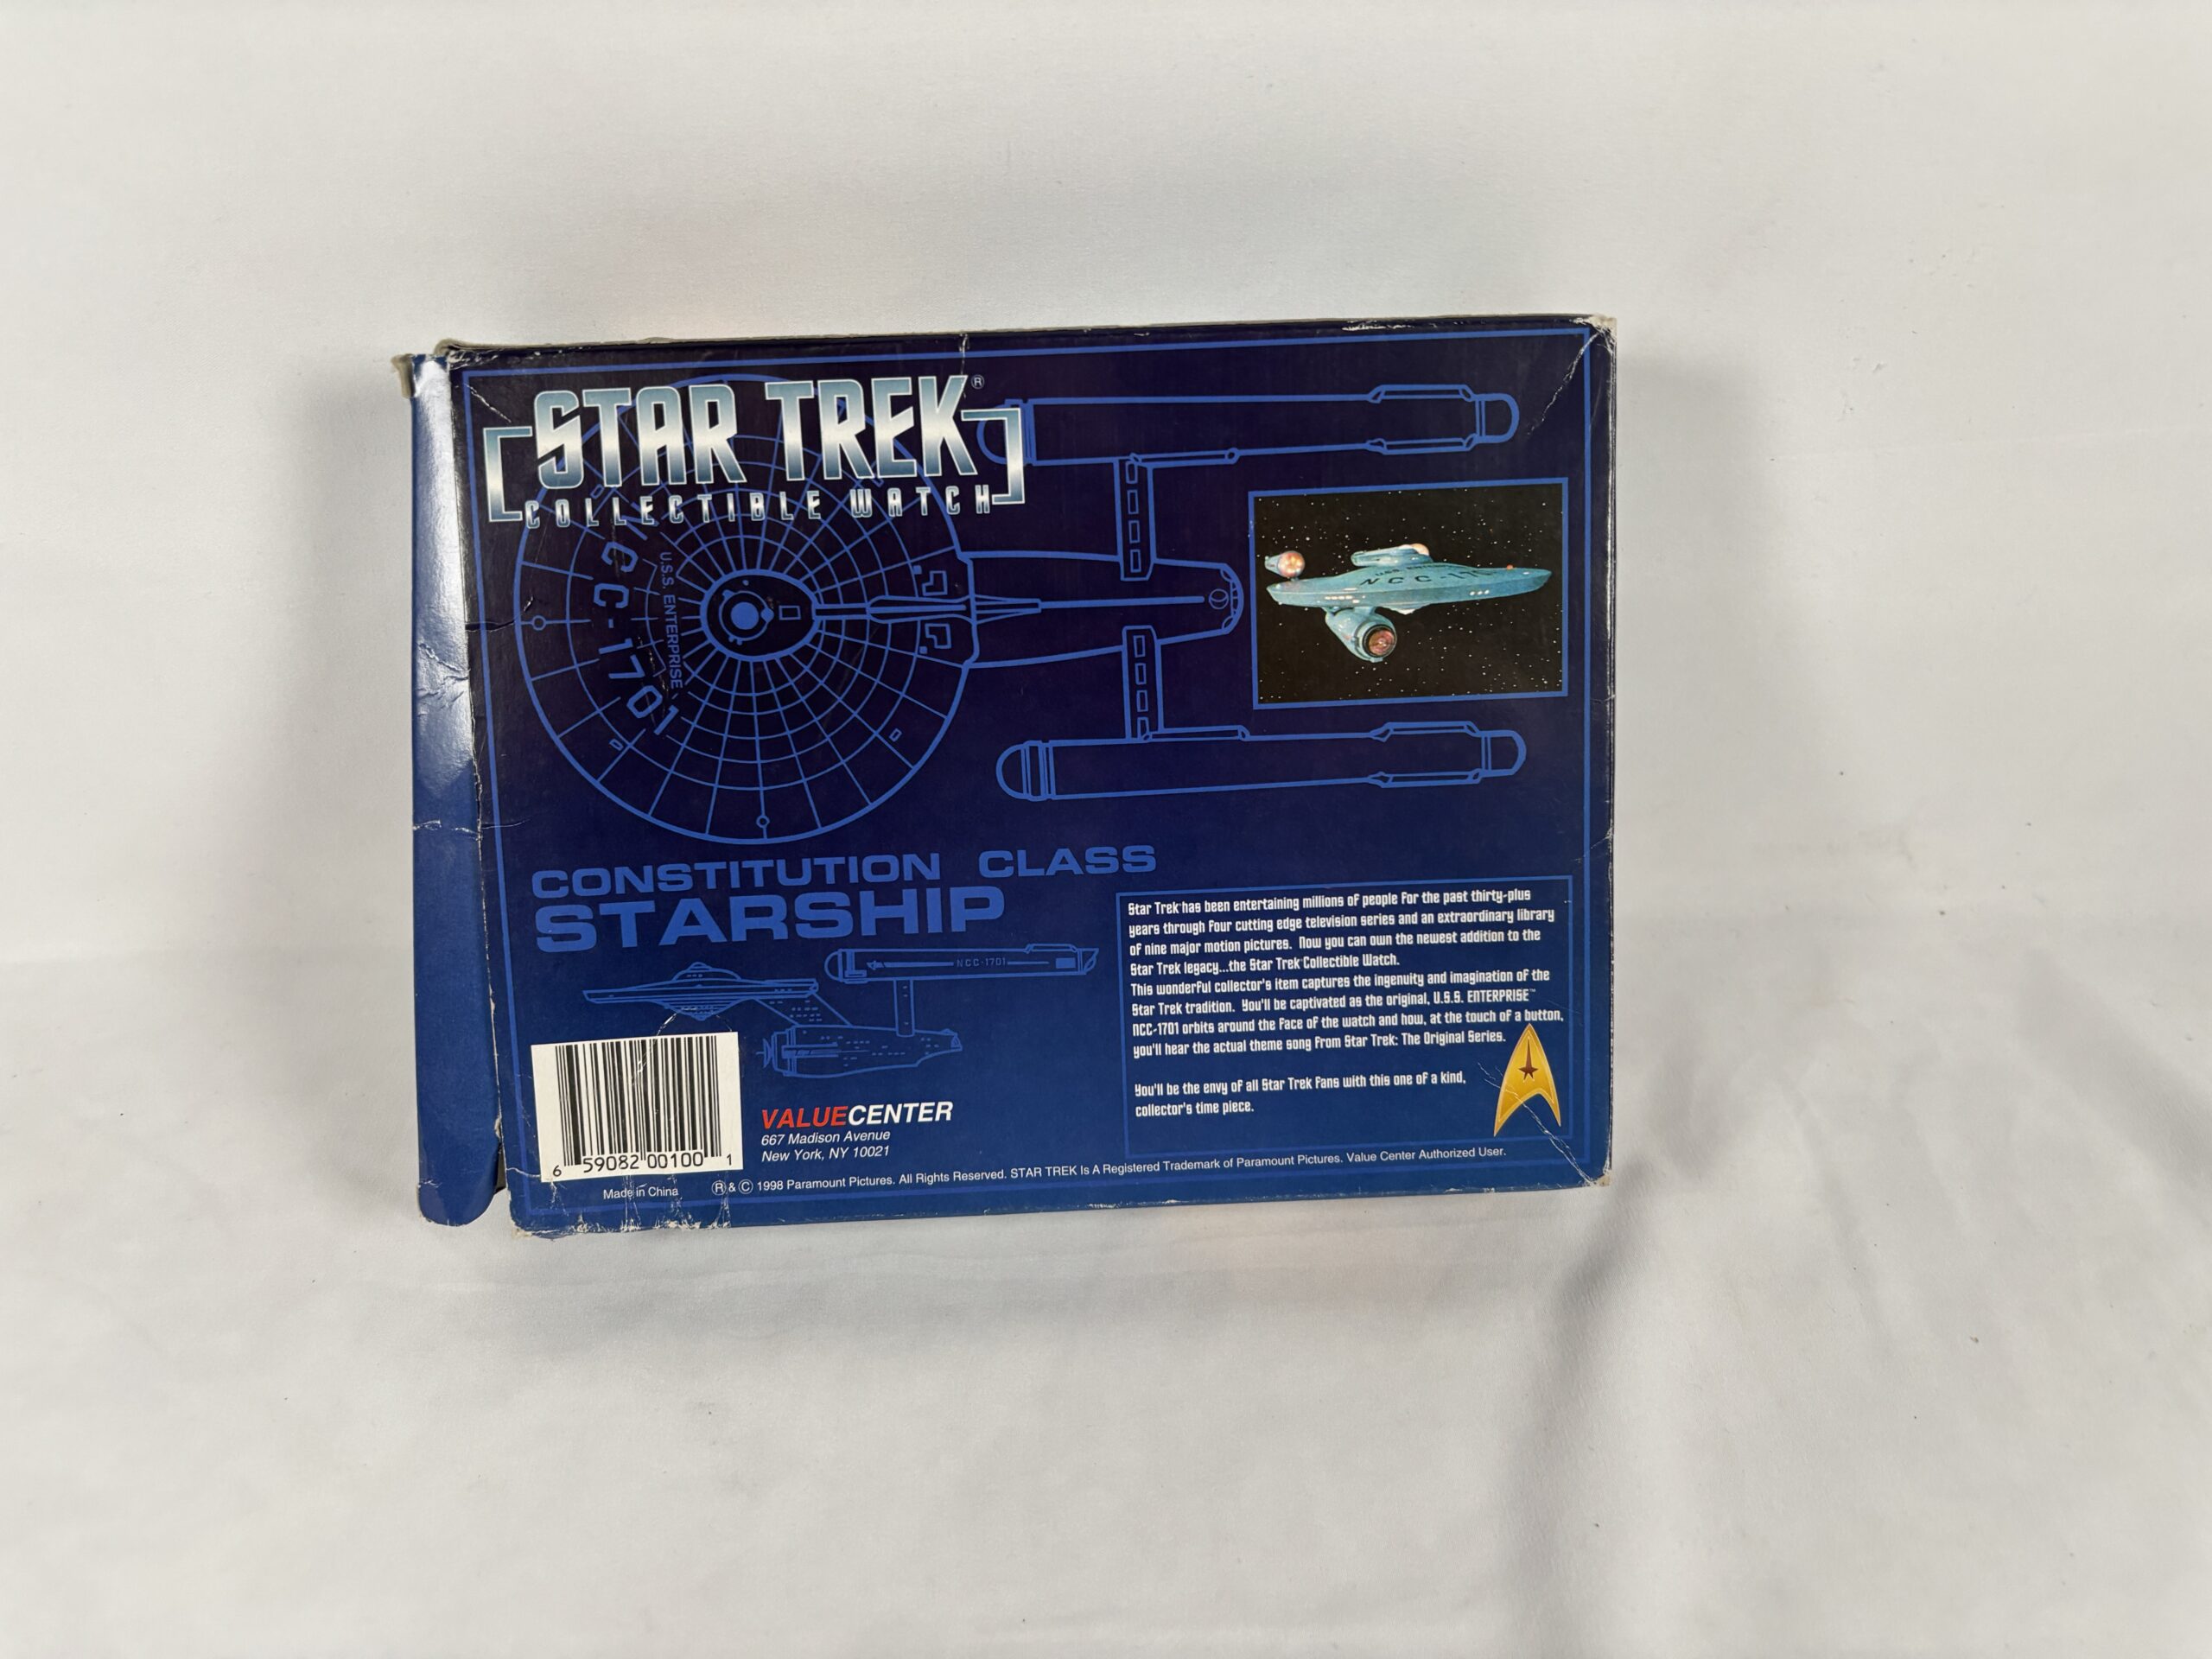 STAR TREK®
COLLECTIBLE WATCH
NCC-1701
U.S.S. ENTERPRISE
CONSTITUTION CLASS
STARSHIP
NCC-1701
Star Trek has been entertaining millions of people for the past thirty-plus
years through four cutting edge television series and an extraordinary library
of nine major motion pictures. Now you can own the newest addition to the
Star Trek legacy...the Star Trek Collectible Watch.
This wonderful collector's item captures the ingenuity and imagination of the
Star Trek tradition. You'll be captivated as the original, U.S.S. ENTERPRISE™
NCC-1701 orbits around the face of the watch and how, at the touch of a button,
you'll hear the actual theme song from Star Trek: The Original Series.
You'll be the envy of all Star Trek fans with this one of a kind,
collector's time piece.
6 59082 00100 1
VALUECENTER
667 Madison Avenue
New York, NY 10021
Made in China
® & © 1998 Paramount Pictures. All Rights Reserved. STAR TREK Is A Registered Trademark of Paramount Pictures. Value Center Authorized User.